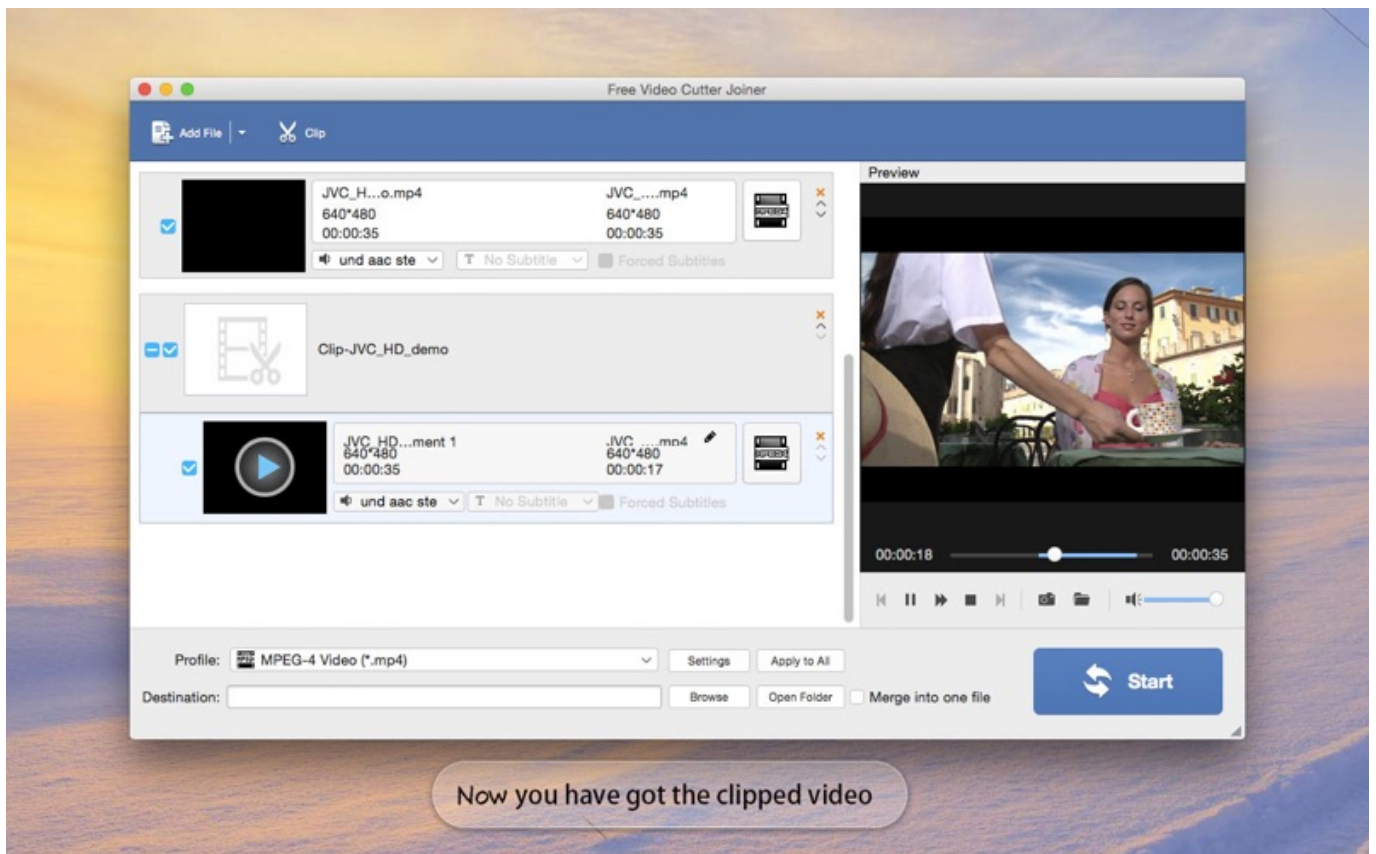 Free Video Cutter Joiner
Add File
Clip
Preview
JVC_H...o.mp4 JVC_....mp4
640*480 640*480
00:00:35 00:00:35
und aac ste T No Subtitle Forced Subtitles
Clip-JVC_HD_demo
JVC_HD...ment 1 JVC_....mp4
640*480 640*480
00:00:35 00:00:17
und aac ste T No Subtitle Forced Subtitles
00:00:18 00:00:35
Profile: MPEG-4 Video (*.mp4) Settings Apply to All
Destination: Browse Open Folder Merge into one file
Start
Now you have got the clipped video